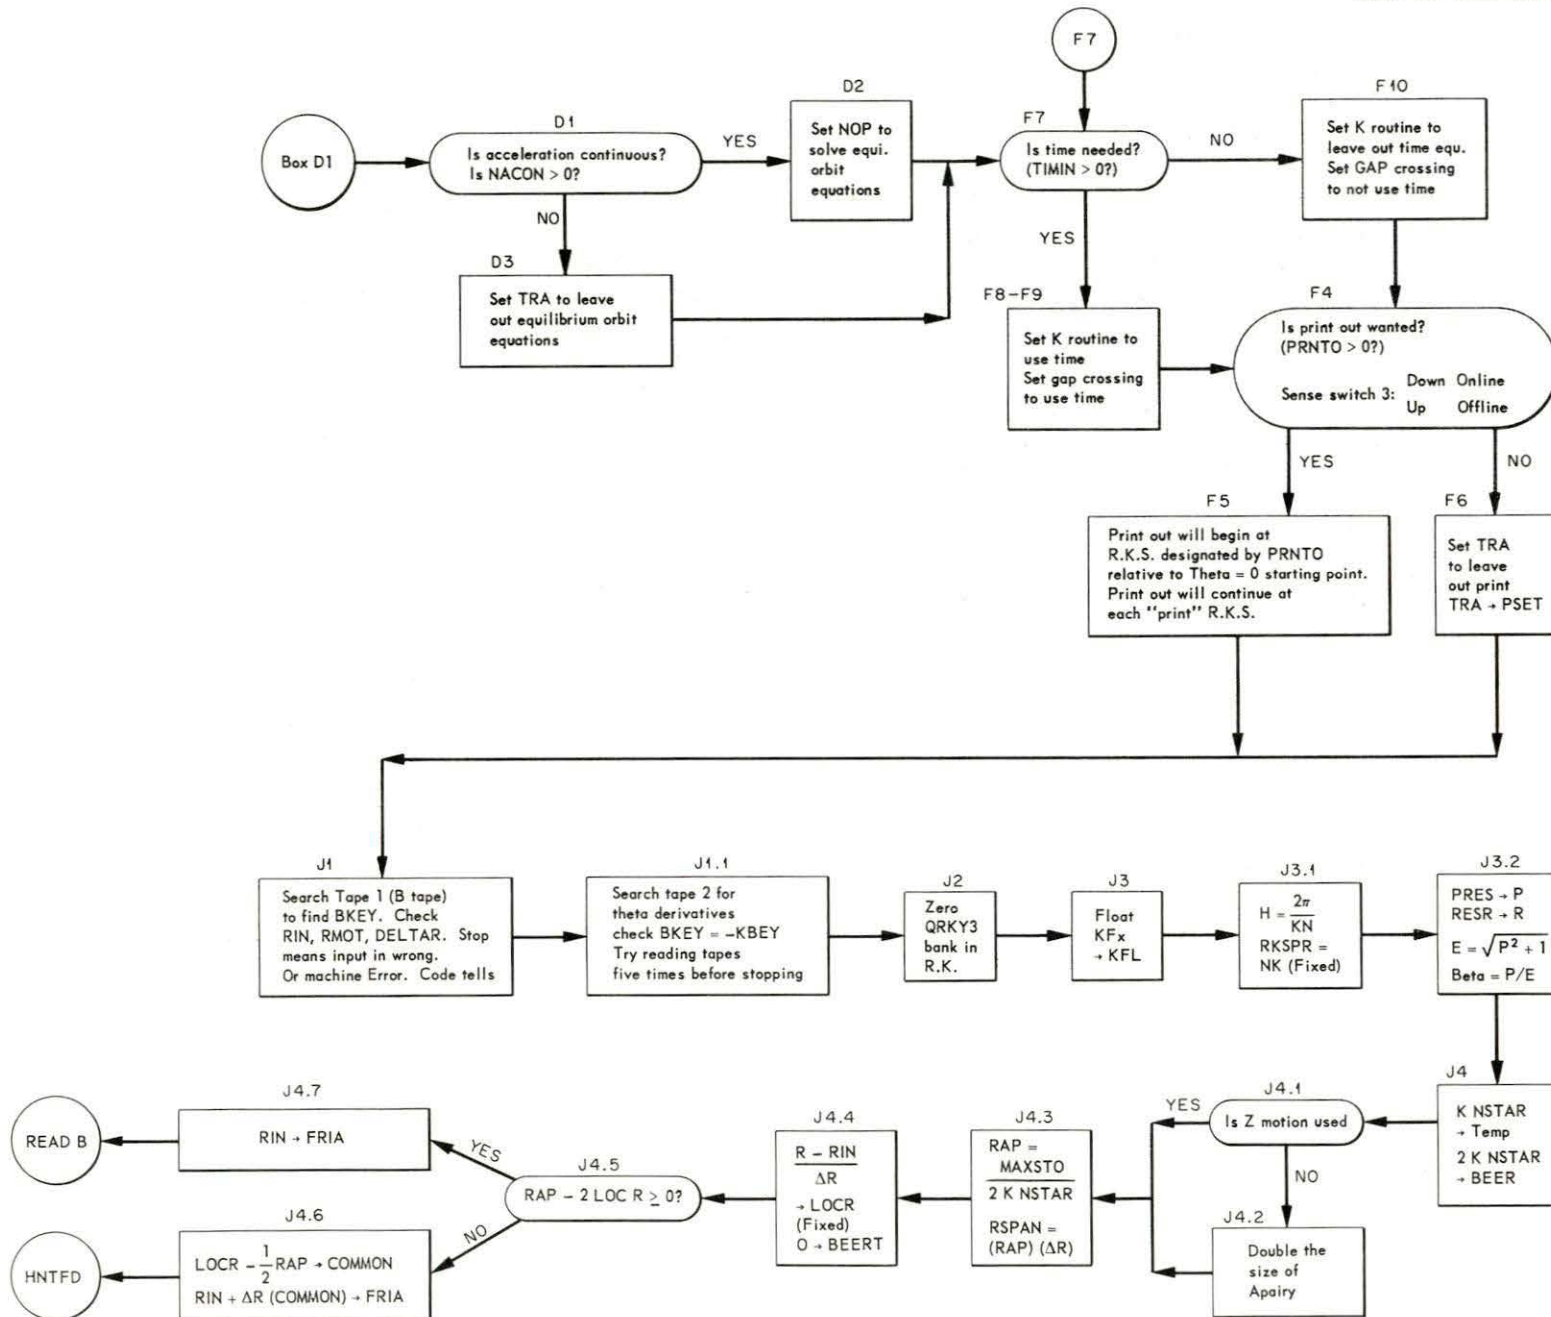 F7
Box D1
D1
Is acceleration continuous?
Is NACON > 0?
YES
NO
D2
Set NOP to
solve equi.
orbit
equations
D3
Set TRA to leave
out equilibrium orbit
equations
F7
Is time needed?
(TIMIN > 0?)
NO
YES
F10
Set K routine to
leave out time equ.
Set GAP crossing
to not use time
F8-F9
Set K routine to
use time
Set gap crossing
to use time
F4
Is print out wanted?
(PRNTO > 0?)
Sense switch 3: Down Online
Up Offline
YES
NO
F5
Print out will begin at
R.K.S. designated by PRNTO
relative to Theta = 0 starting point.
Print out will continue at
each "print" R.K.S.
F6
Set TRA
to leave
out print
TRA → PSET
J1
Search Tape 1 (B tape)
to find BKEY. Check
RIN, RMOT, DELTAR. Stop
means input in wrong.
Or machine Error. Code tells
J1.1
Search tape 2 for
theta derivatives
check BKEY = -KBEY
Try reading tapes
five times before stopping
J2
Zero
QRKY3
bank in
R.K.
J3
Float
KFx
→ KFL
J3.1
H = 2π/KN
RKSPR =
NK (Fixed)
J3.2
PRES → P
RESR → R
E = √P² + 1
Beta = P/E
J4
K NSTAR
→ Temp
2 K NSTAR
→ BEER
J4.1
Is Z motion used
YES
NO
J4.2
Double the
size of
Apairy
J4.3
RAP =
MAXSTO
2 K NSTAR
RSPAN =
(RAP) (ΔR)
J4.4
R - RIN
ΔR
→ LOCR
(Fixed)
O → BEERT
J4.5
RAP - 2 LOC R ≥ 0?
YES
NO
J4.7
RIN → FRIA
READ B
J4.6
LOCR - 1/2 RAP → COMMON
RIN + ΔR (COMMON) → FRIA
HNTFD